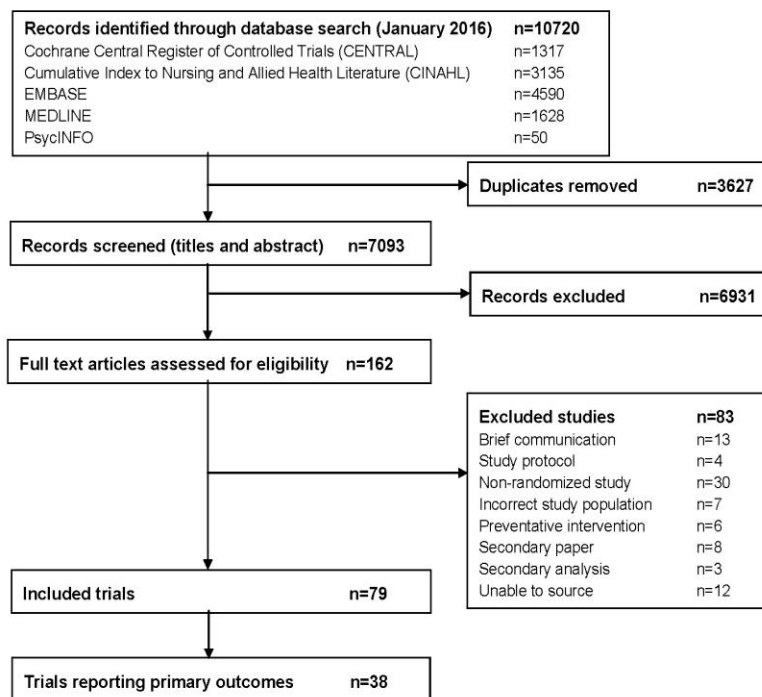 Records identified through database search (January 2016) n=10720
Cochrane Central Register of Controlled Trials (CENTRAL) n=1317
Cumulative Index to Nursing and Allied Health Literature (CINAHL) n=3135
EMBASE n=4590
MEDLINE n=1628
PsycINFO n=50
Duplicates removed n=3627
Records screened (titles and abstract) n=7093
Records excluded n=6931
Full text articles assessed for eligibility n=162
Excluded studies n=83
Brief communication n=13
Study protocol n=4
Non-randomized study n=30
Incorrect study population n=7
Preventative intervention n=6
Secondary paper n=8
Secondary analysis n=3
Unable to source n=12
Included trials n=79
Trials reporting primary outcomes n=38